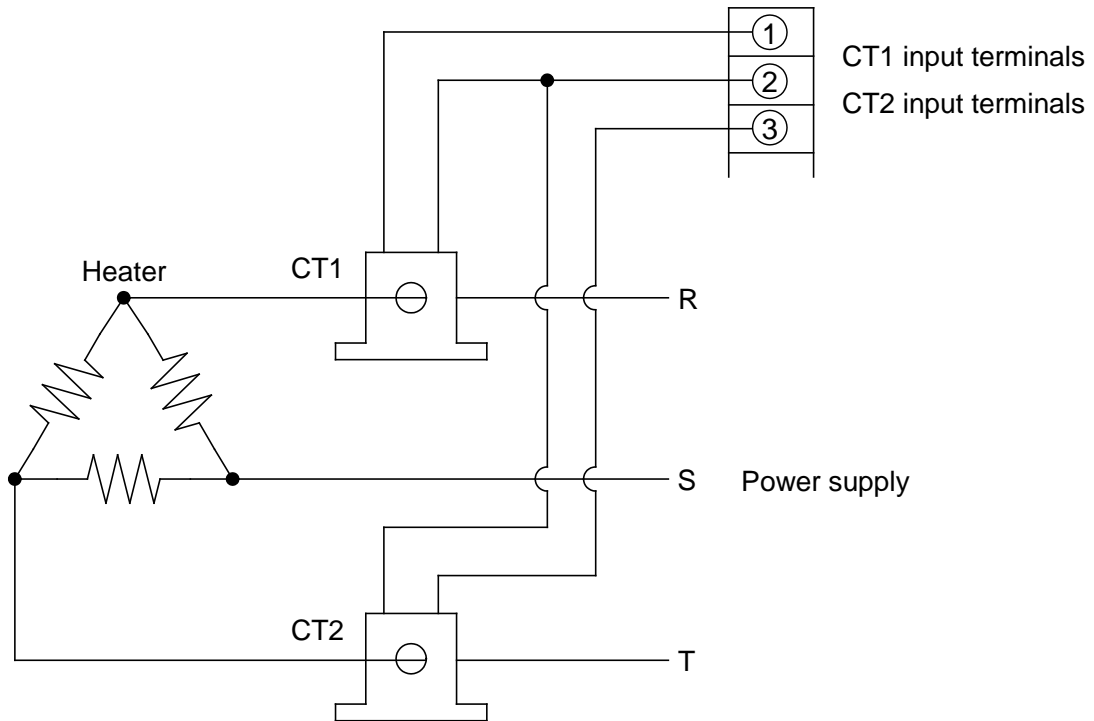 1
CT1 input terminals
2
CT2 input terminals
3
CT1
Heater
R
S
Power supply
CT2
T